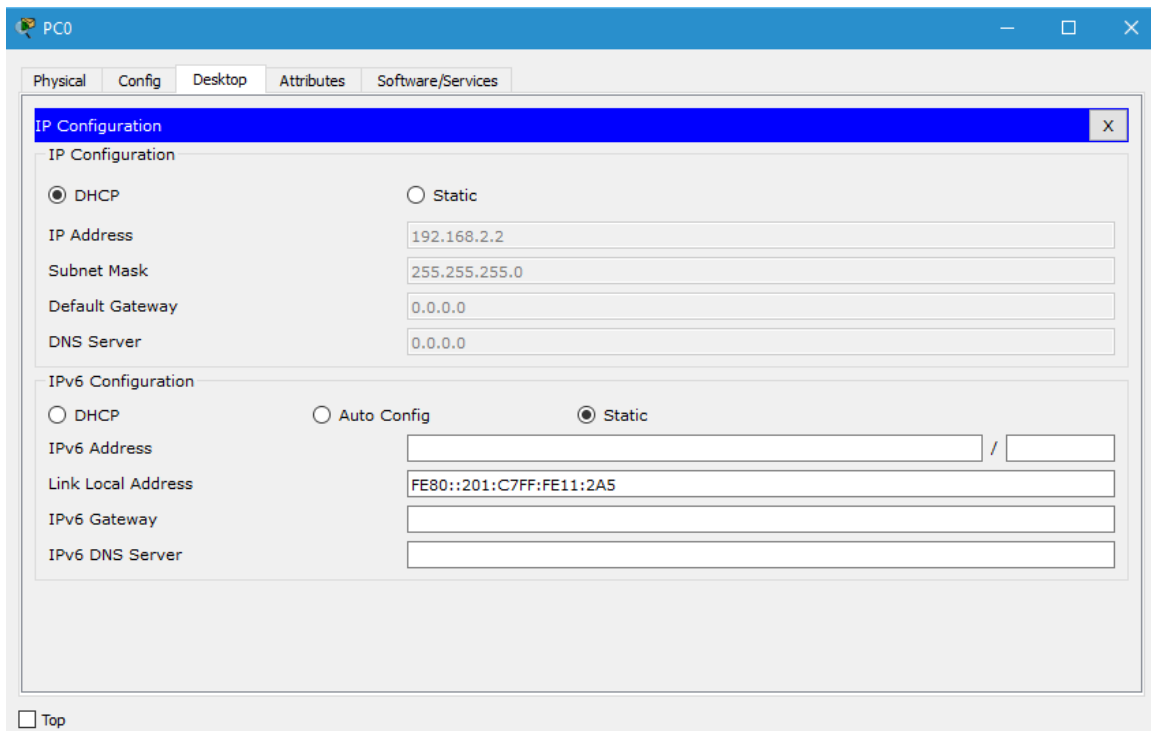 PC0
Physical Config Desktop Attributes Software/Services
IP Configuration X
IP Configuration
DHCP Static
IP Address 192.168.2.2
Subnet Mask 255.255.255.0
Default Gateway 0.0.0.0
DNS Server 0.0.0.0
IPv6 Configuration
DHCP Auto Config Static
IPv6 Address /
Link Local Address FE80::201:C7FF:FE11:2A5
IPv6 Gateway
IPv6 DNS Server
Top